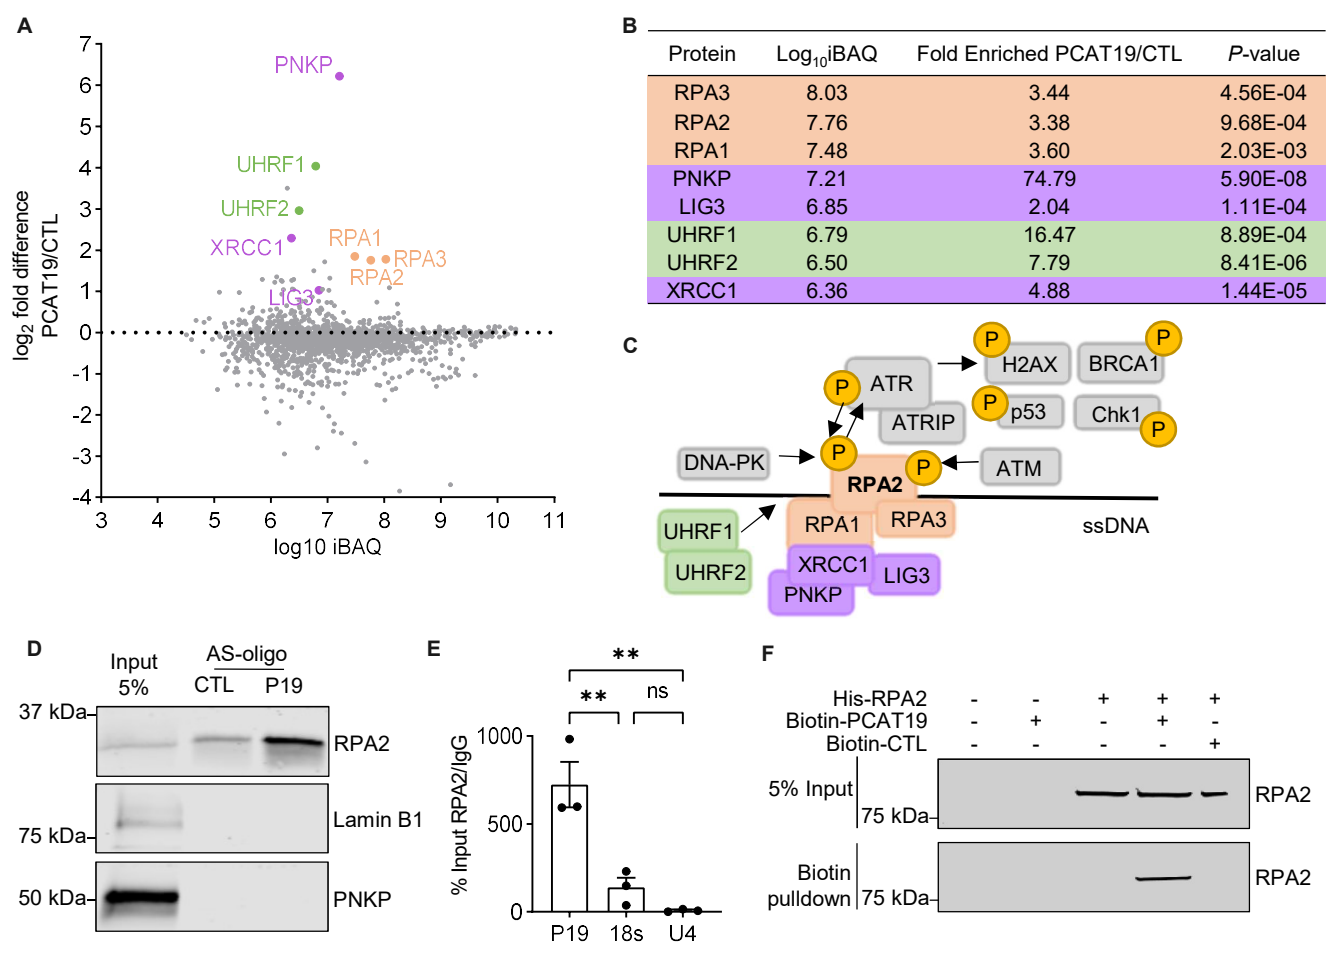 A
log2 fold difference
PCAT19/CTL
7
6
5
4
3
2
1
0
-1
-2
-3
-4
PNKP
UHRF1
UHRF2
XRCC1
RPA1
RPA3
RPA2
LIG3
3 4 5 6 7 8 9 10 11
log10 iBAQ
B
Protein Log10iBAQ Fold Enriched PCAT19/CTL P-value
RPA3 8.03 3.44 4.56E-04
RPA2 7.76 3.38 9.68E-04
RPA1 7.48 3.60 2.03E-03
PNKP 7.21 74.79 5.90E-08
LIG3 6.85 2.04 1.11E-04
UHRF1 6.79 16.47 8.89E-04
UHRF2 6.50 7.79 8.41E-06
XRCC1 6.36 4.88 1.44E-05
C
P P
H2AX BRCA1
P ATR
P p53 Chk1 P
ATRIP
DNA-PK P P ATM
RPA2
UHRF1 RPA1 RPA3 ssDNA
UHRF2 XRCC1 LIG3
PNKP
D
Input
5%
AS-oligo
CTL P19
37 kDa
RPA2
Lamin B1
75 kDa
50 kDa
PNKP
E
** 
** ns
% Input RPA2/IgG
1000
500
0
P19 18s U4
F
His-RPA2 - - + + +
Biotin-PCAT19 - + - + -
Biotin-CTL - - - - +
5% Input
75 kDa
RPA2
Biotin
pulldown
75 kDa
RPA2